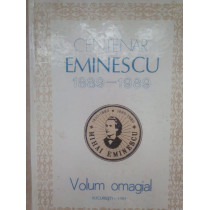 CENTENAR
EMINESCU
1889-1989
MIHAI EMINESCU
Volum omagial